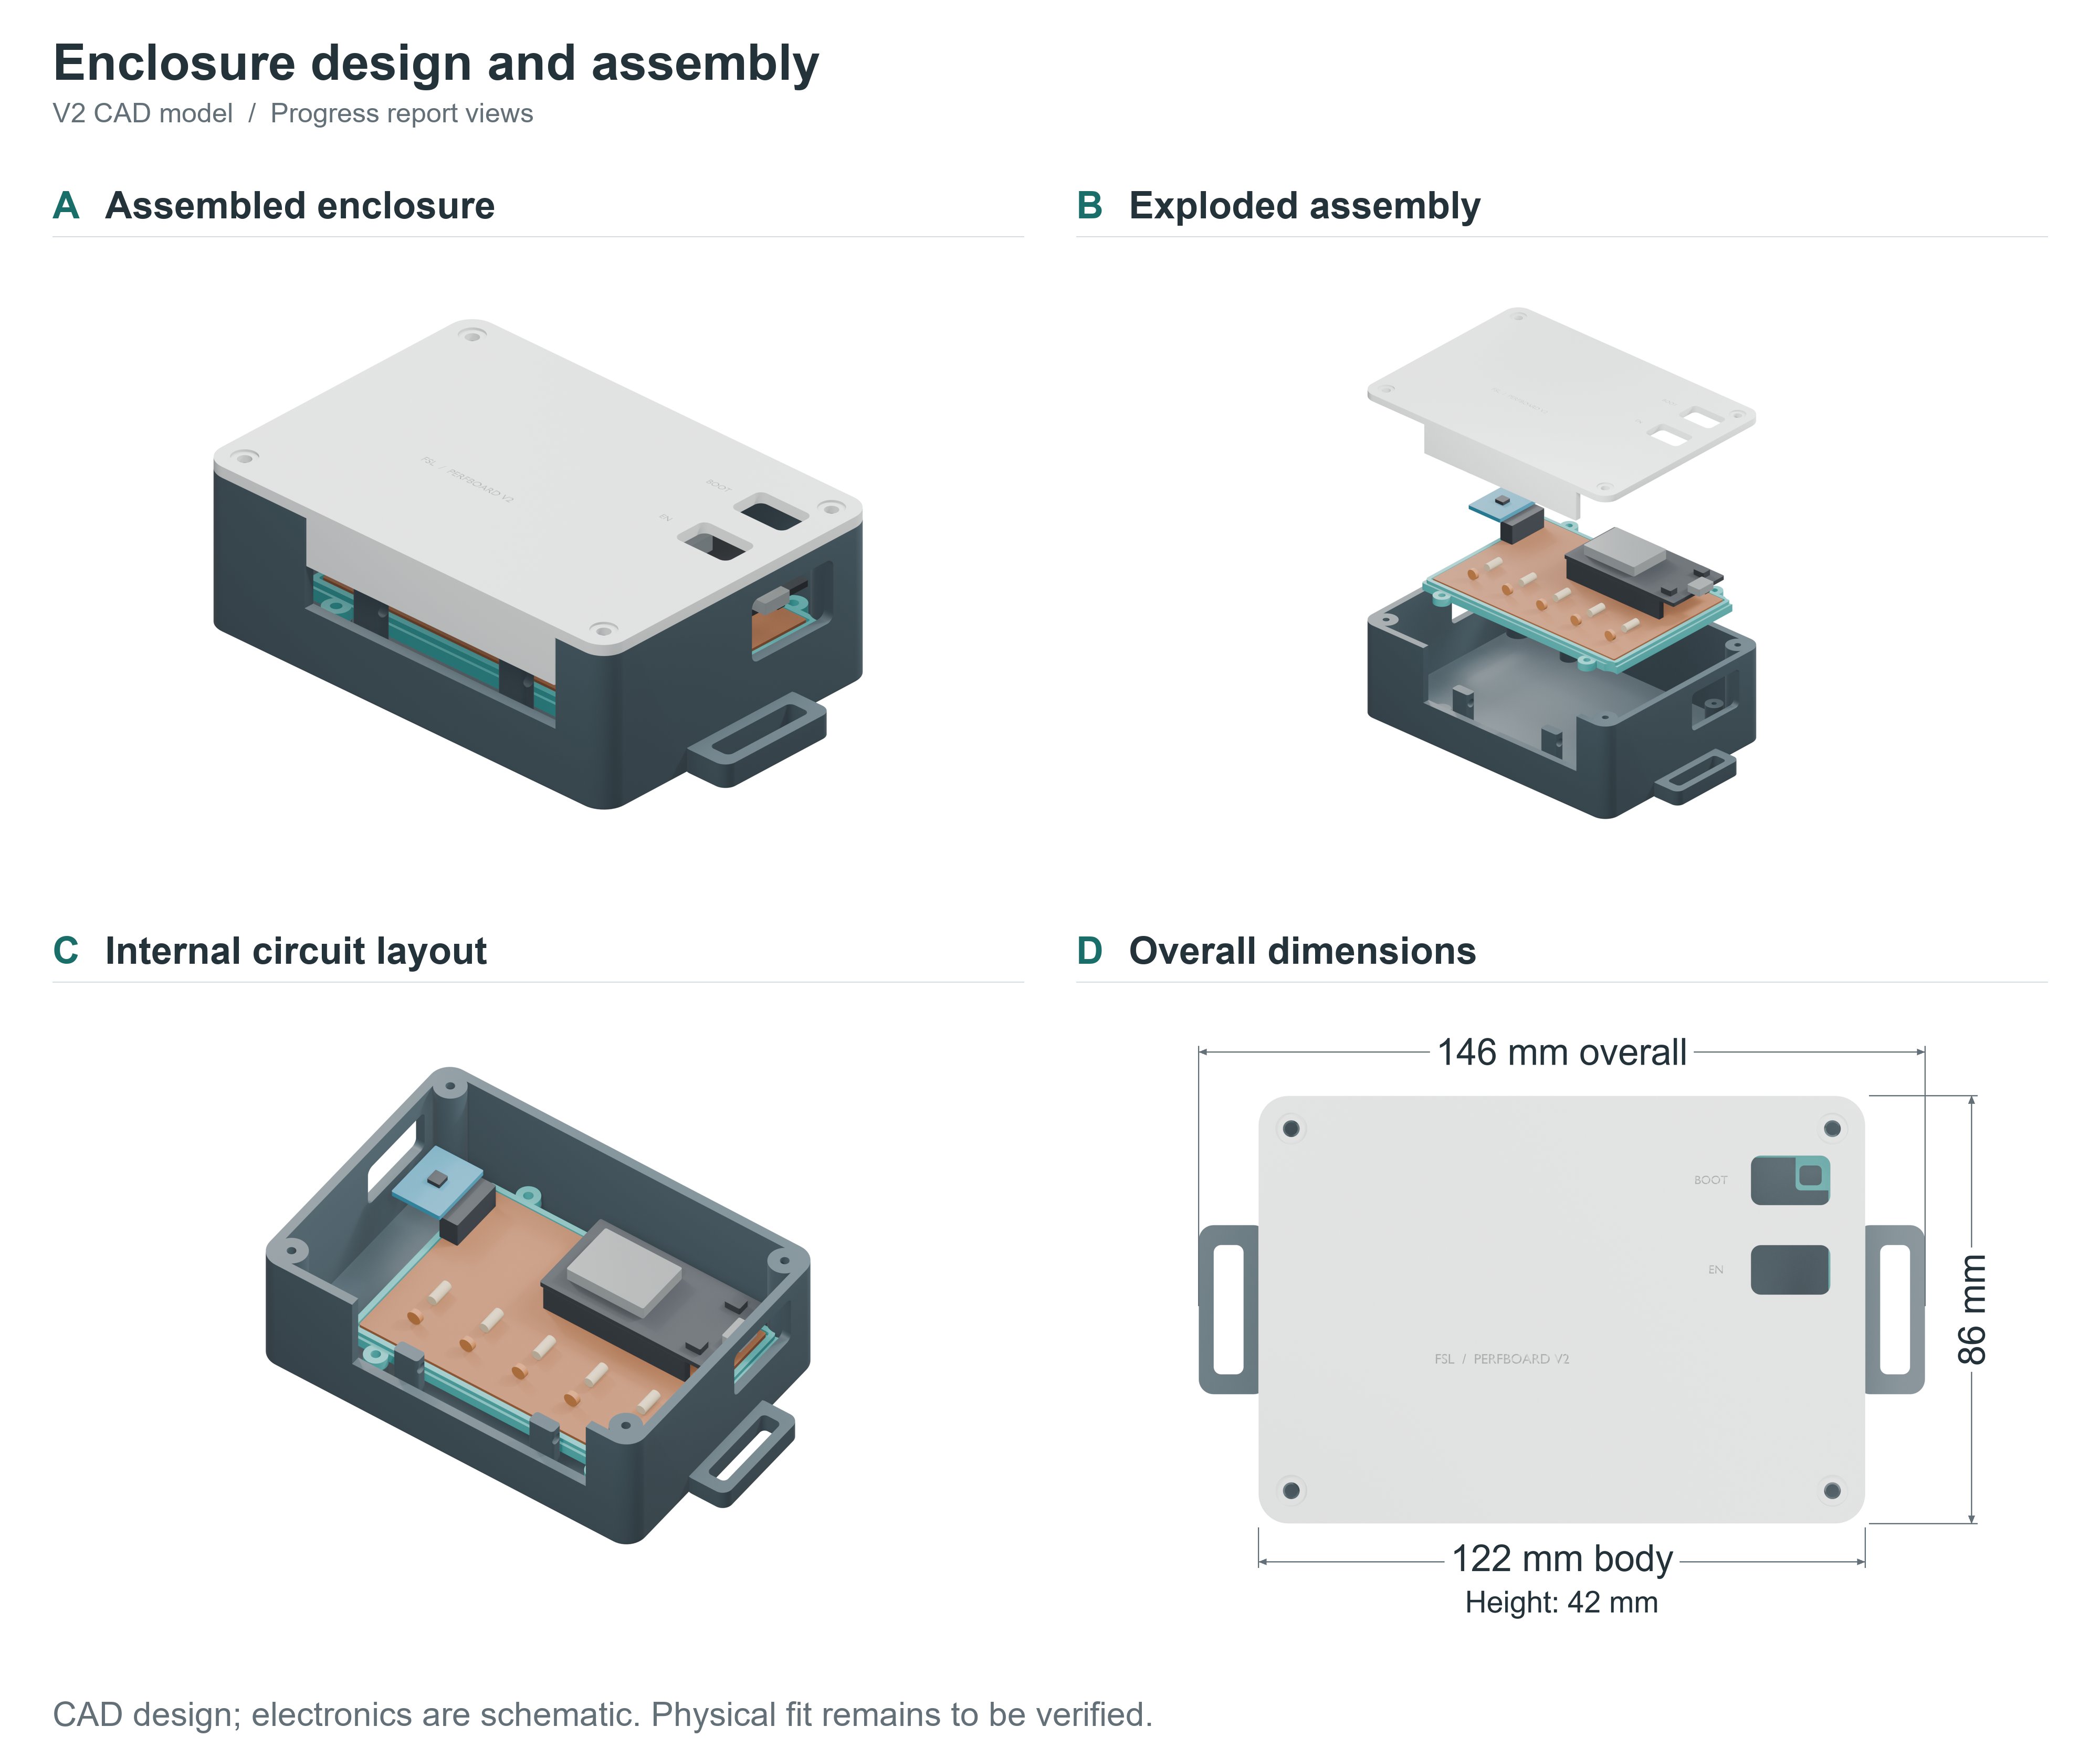 Enclosure design and assembly
V2 CAD model / Progress report views
A Assembled enclosure
FSL / PERFBOARD V2
BOOT
EN
B Exploded assembly
C Internal circuit layout
D Overall dimensions
146 mm overall
BOOT
EN
86 mm
FSL / PERFBOARD V2
122 mm body
Height: 42 mm
CAD design; electronics are schematic. Physical fit remains to be verified.